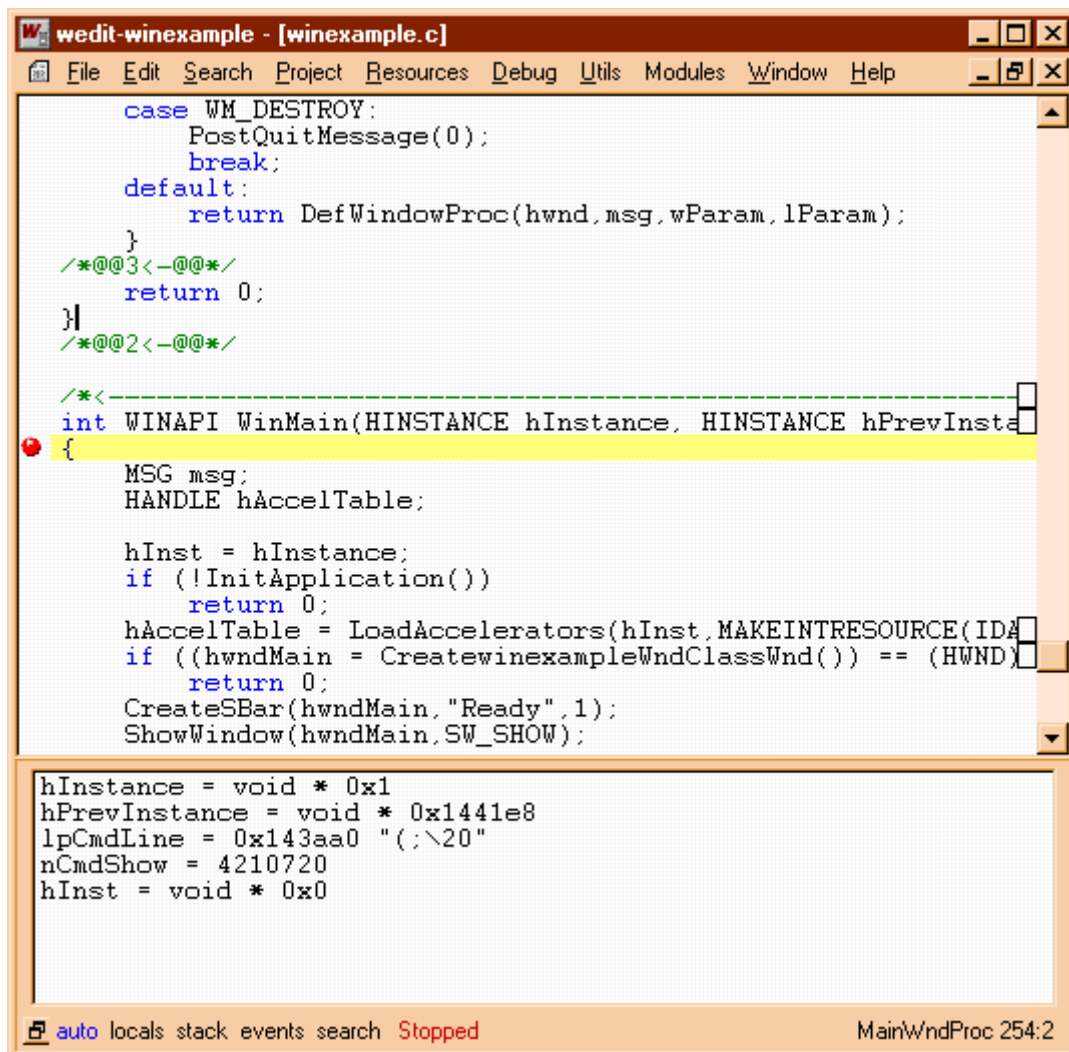 wedit-winexample - [winexample.c]
File Edit Search Project Resources Debug Utils Modules Window Help
case WM_DESTROY:
PostQuitMessage(0);
break;
default:
return DefWindowProc(hwnd,msg,wParam,lParam);
}
/*@@3<-@@*/
return 0;
}
/*@@2<-@@*/
/*<---------------------------------------------------------
int WINAPI WinMain(HINSTANCE hInstance, HINSTANCE hPrevInsta
{
MSG msg;
HANDLE hAccelTable;
hInst = hInstance;
if (!InitApplication())
return 0;
hAccelTable = LoadAccelerators(hInst,MAKEINTRESOURCE(IDA
if ((hwndMain = CreatewinexampleWndClassWnd()) == (HWND)
return 0;
CreateSBar(hwndMain,"Ready",1);
ShowWindow(hwndMain,SW_SHOW);
hInstance = void * 0x1
hPrevInstance = void * 0x1441e8
lpCmdLine = 0x143aa0 "(;\20"
nCmdShow = 4210720
hInst = void * 0x0
auto locals stack events search Stopped MainWndProc 254:2